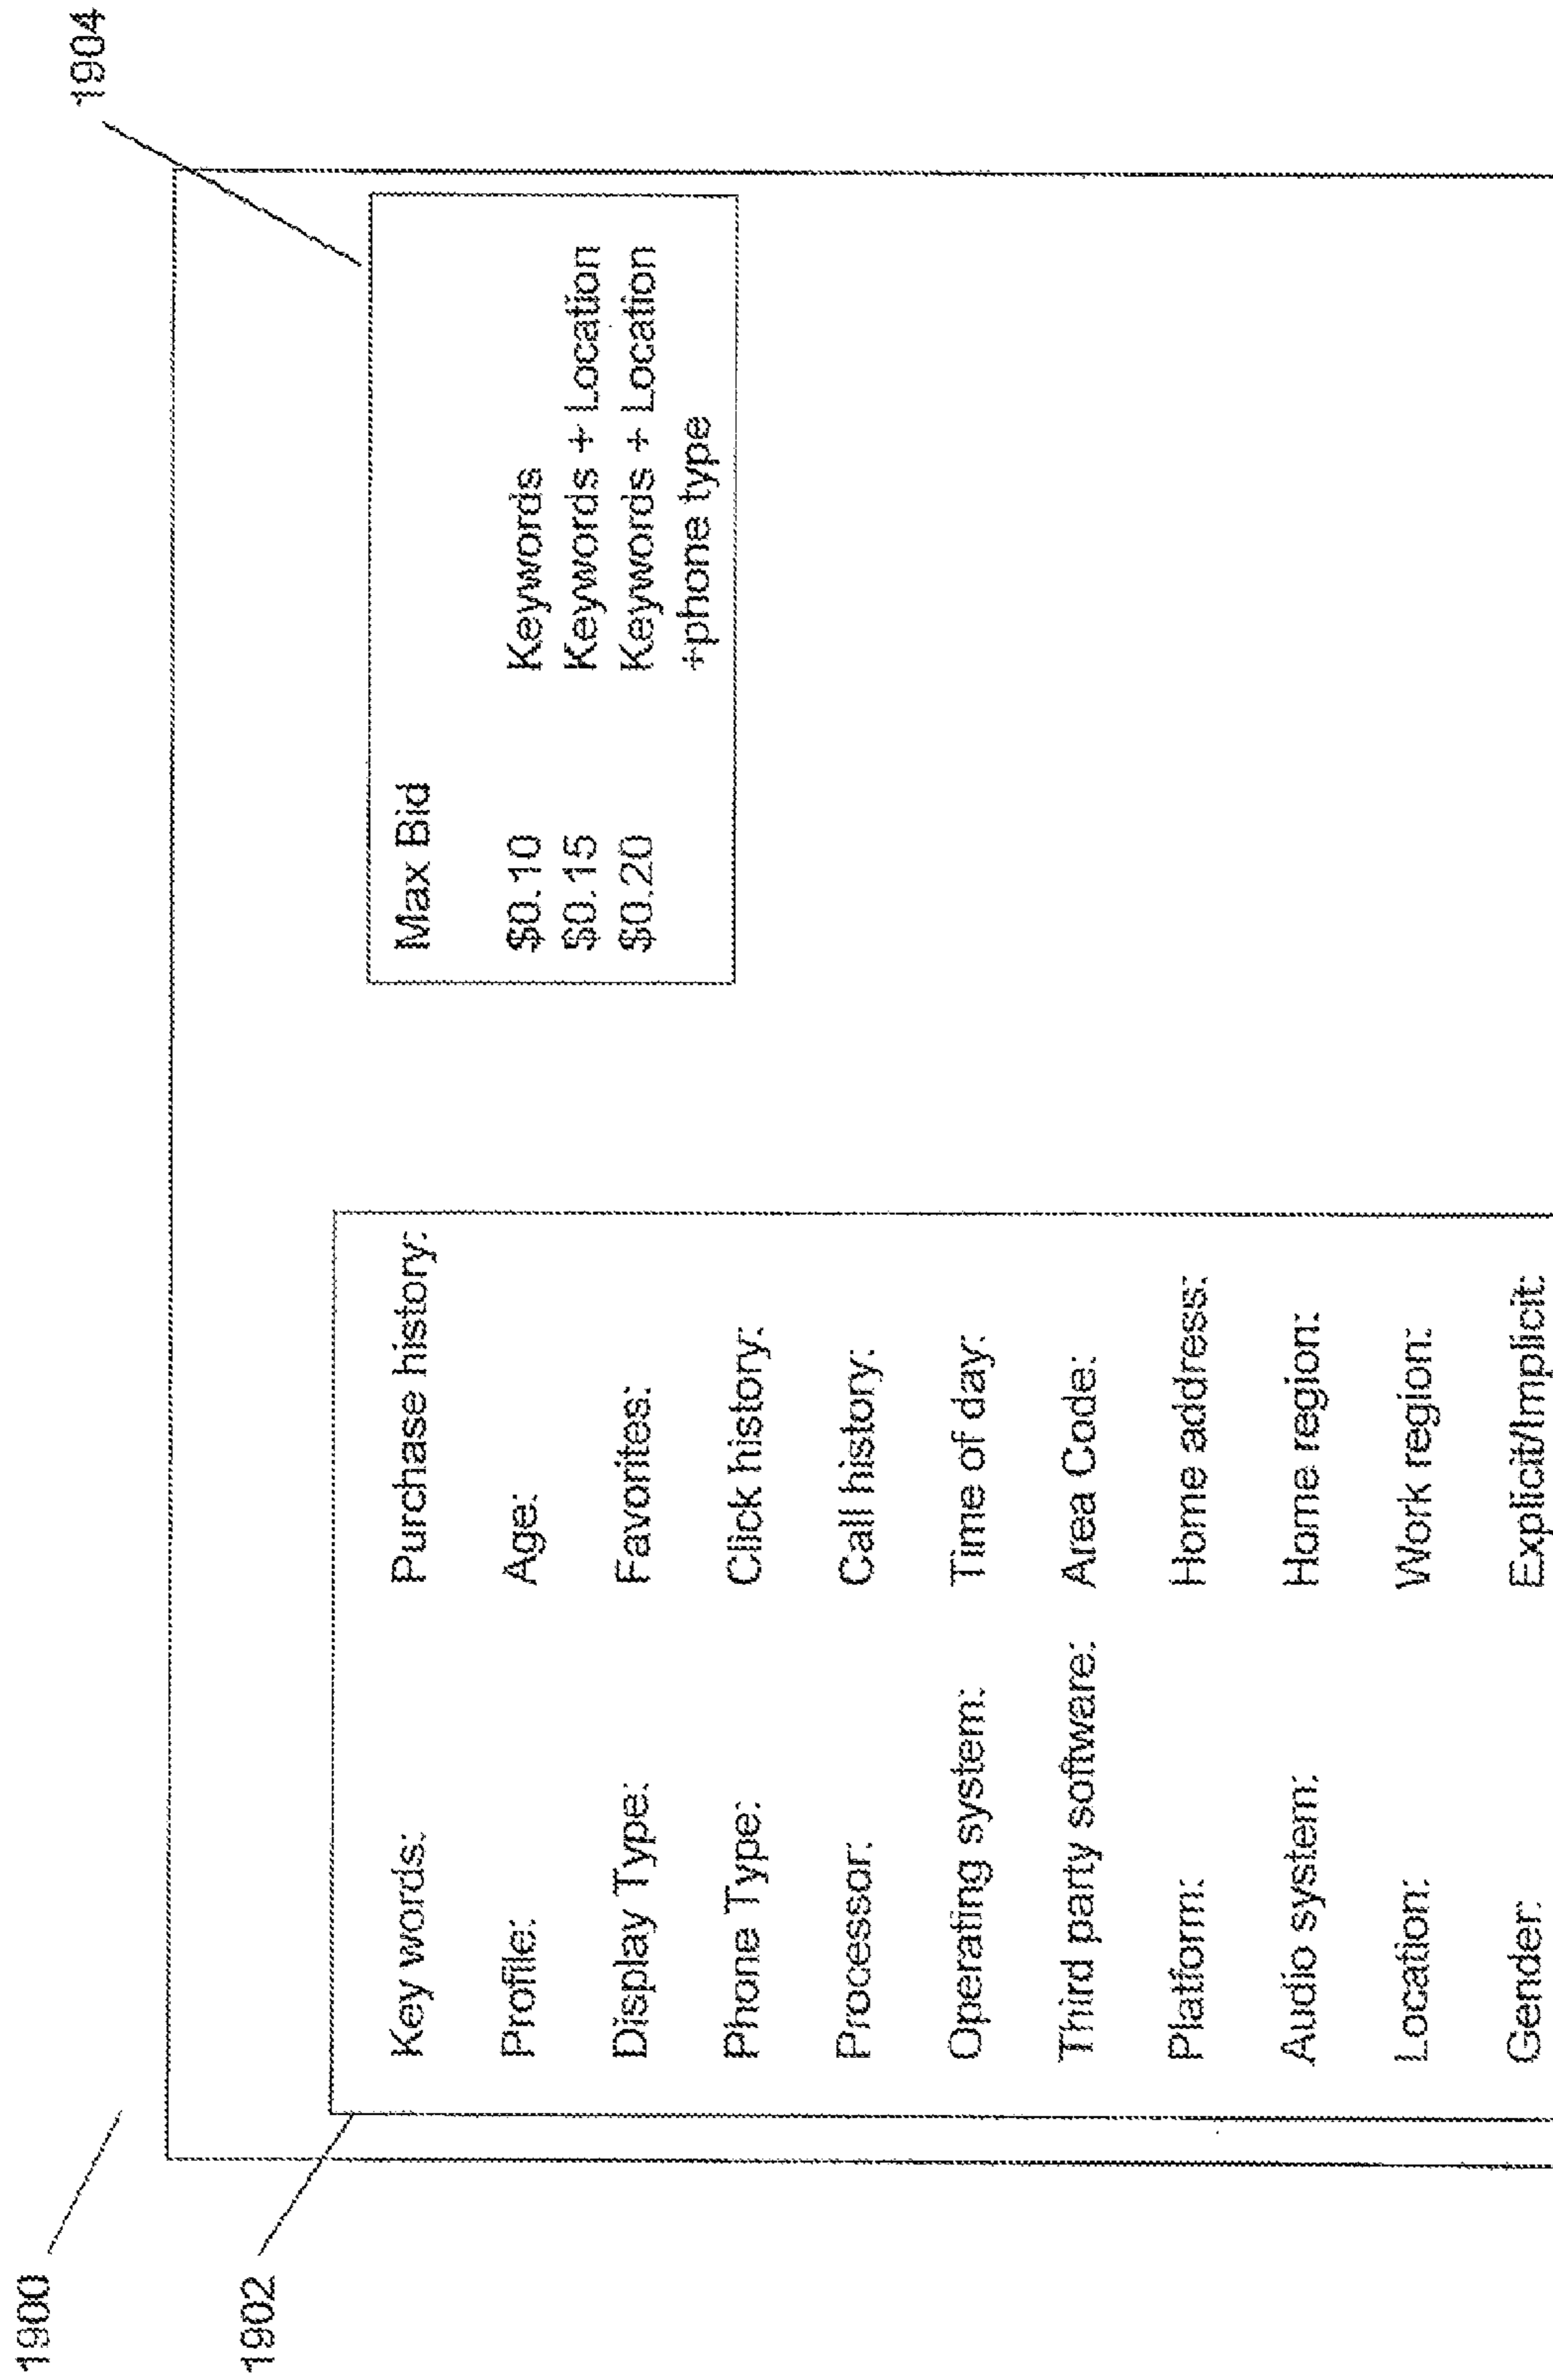 1900
1902
Key words: Purchase history:
Profile: Age:
Display Type: Favorites:
Phone Type: Click history:
Processor: Call history:
Operating system: Time of day:
Third party software: Area Code:
Platform: Home address:
Audio system: Home region:
Location: Work region:
Gender: Explicit/Implicit:
1904
Max Bid
$0.10 Keywords
$0.15 Keywords + Location
$0.20 Keywords + Location
+phone type